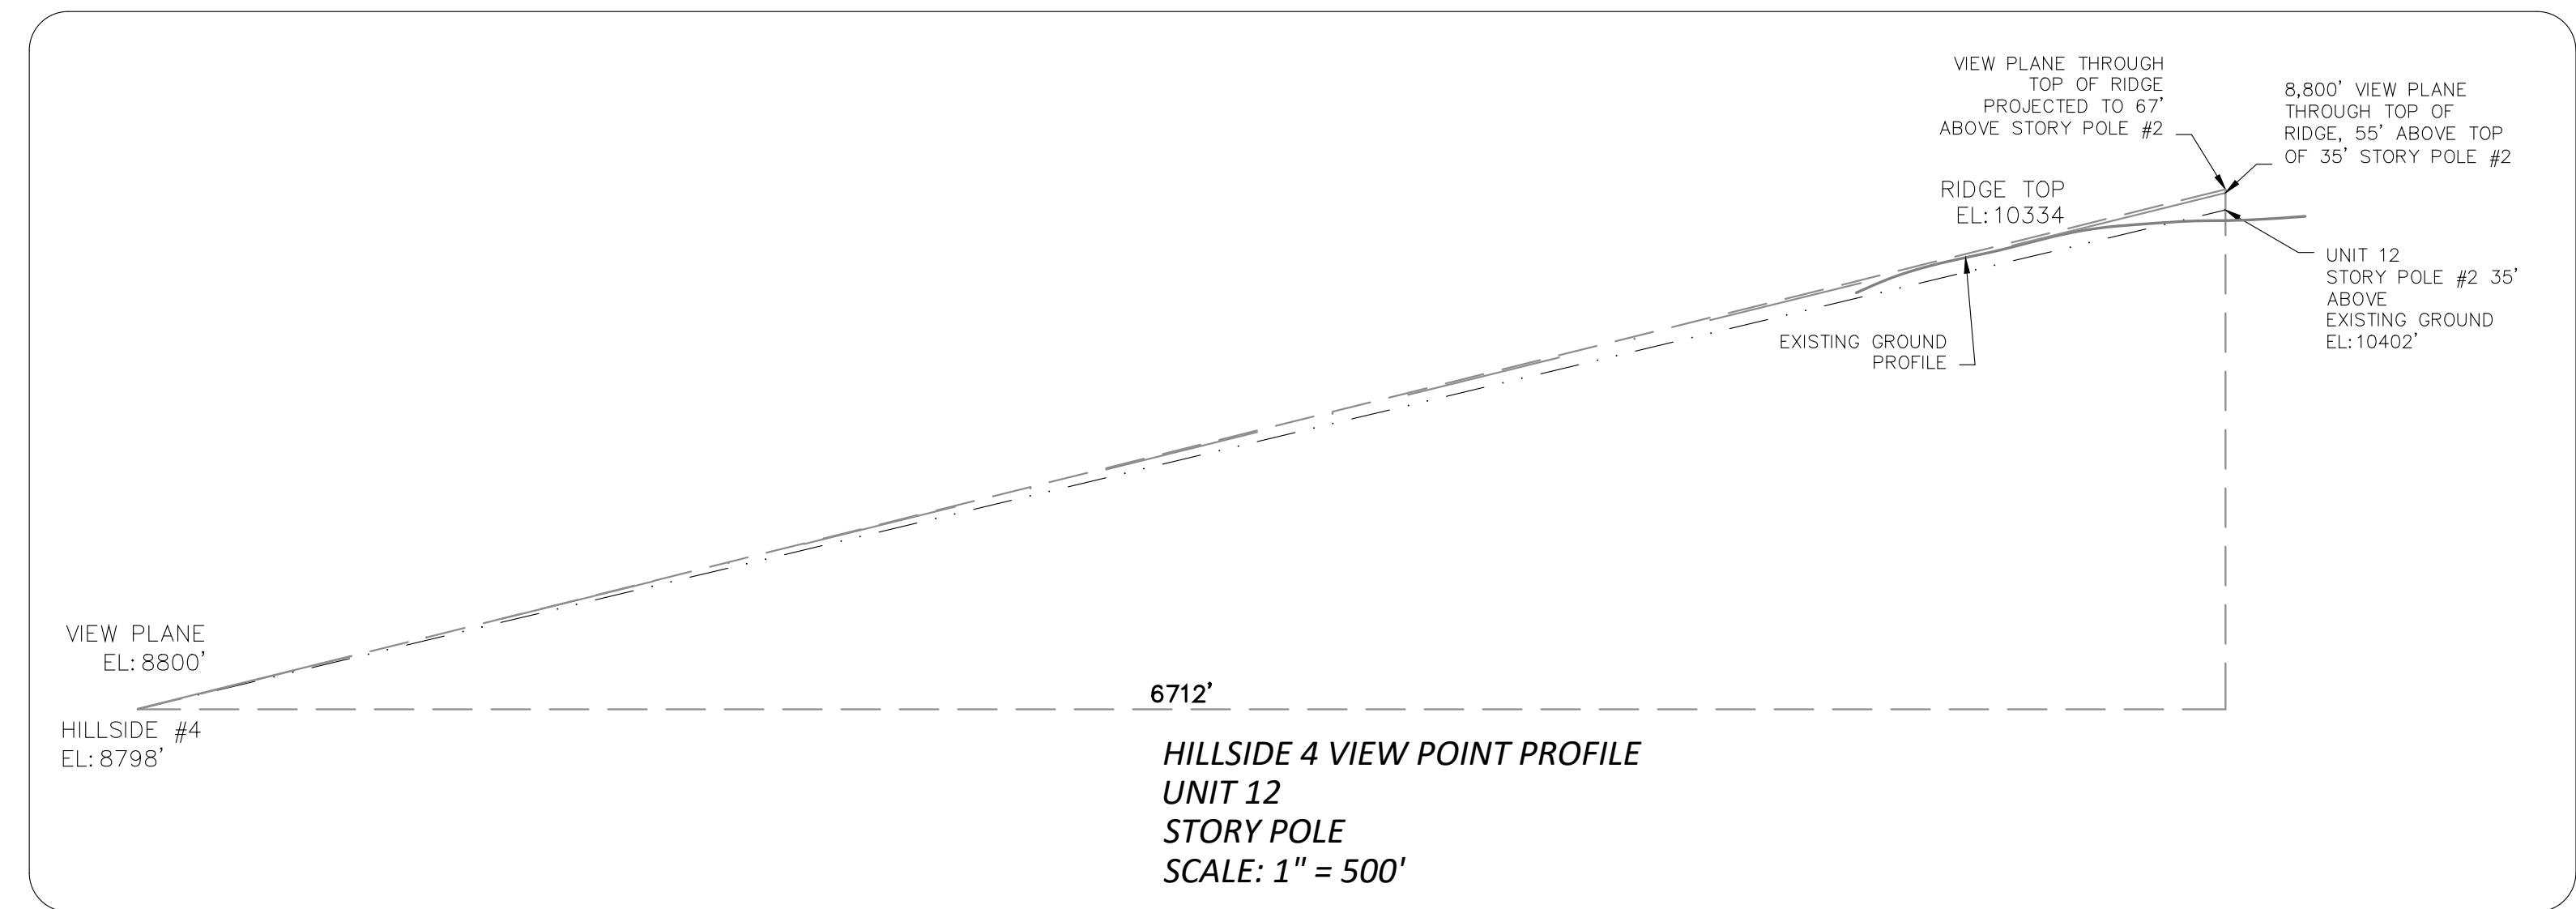 VIEW PLANE THROUGH
TOP OF RIDGE
PROJECTED TO 67'
ABOVE STORY POLE #2
8,800' VIEW PLANE
THROUGH TOP OF
RIDGE, 55' ABOVE TOP
OF 35' STORY POLE #2
RIDGE TOP
EL:10334
UNIT 12
STORY POLE #2 35'
ABOVE
EXISTING GROUND
EL:10402'
EXISTING GROUND
PROFILE
VIEW PLANE
EL:8800'
6712'
HILLSIDE #4
EL:8798'
HILLSIDE 4 VIEW POINT PROFILE
UNIT 12
STORY POLE
SCALE: 1" = 500'